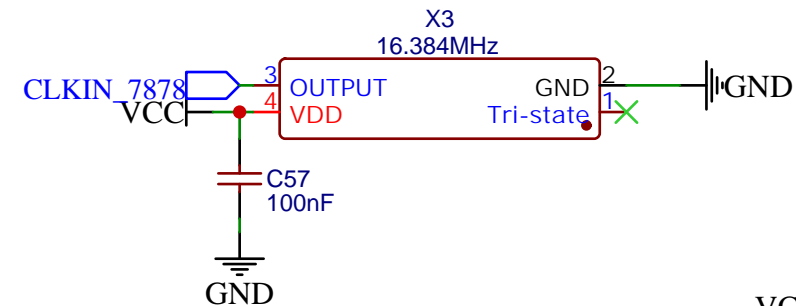 X3
16.384MHz
CLKIN_7878
3
OUTPUT
GND
2
GND
VCC
4
VDD
Tri-state
1
C57
100nF
GND